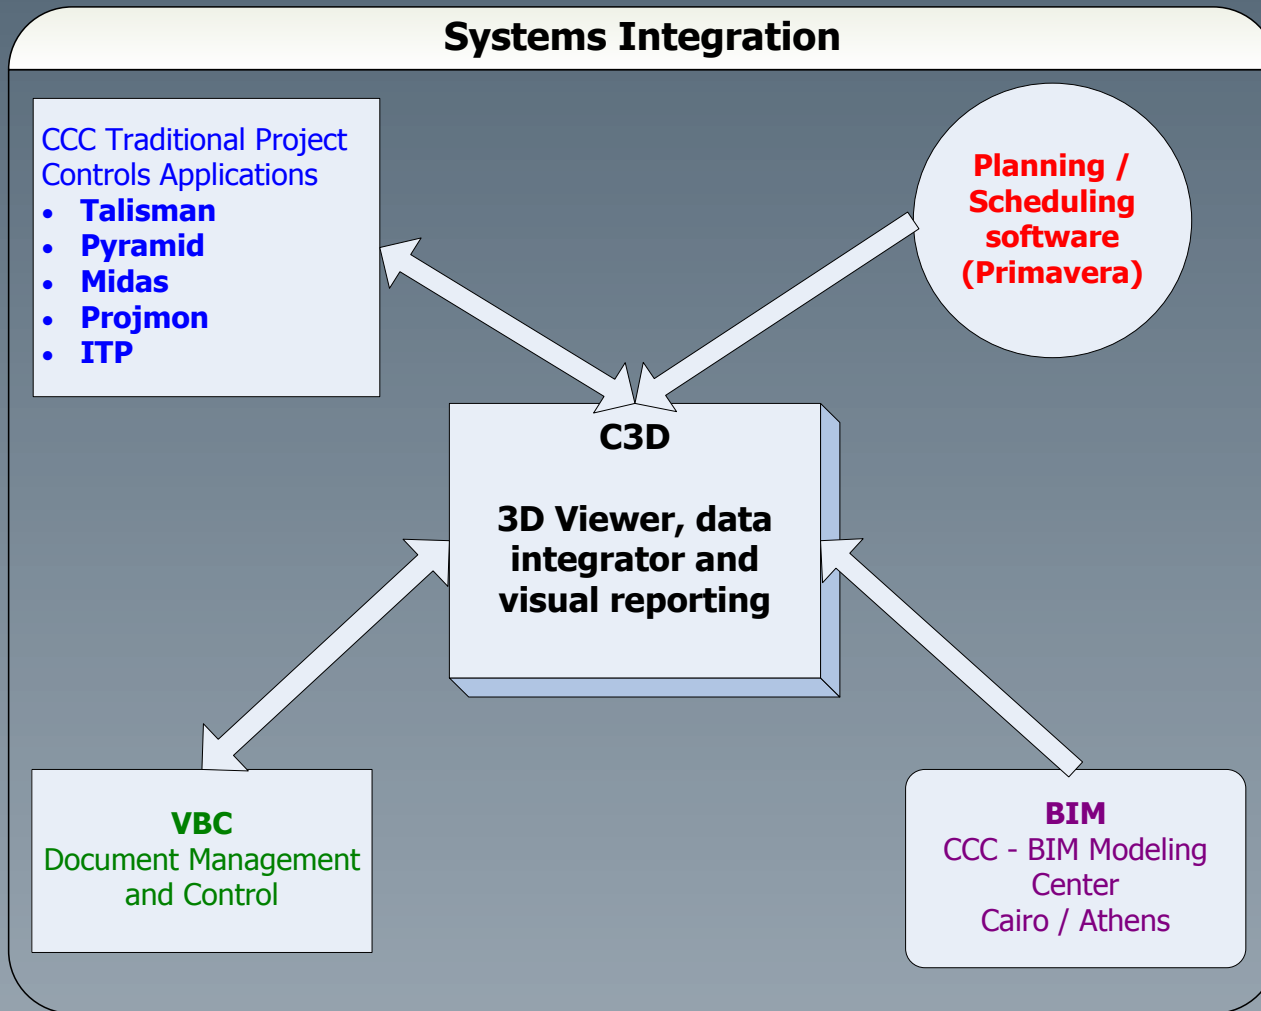 Systems Integration
CCC Traditional Project
Controls Applications
• Talisman
• Pyramid
• Midas
• Projmon
• ITP
Planning /
Scheduling
software
(Primavera)
C3D
3D Viewer, data
integrator and
visual reporting
VBC
Document Management
and Control
BIM
CCC - BIM Modeling
Center
Cairo / Athens